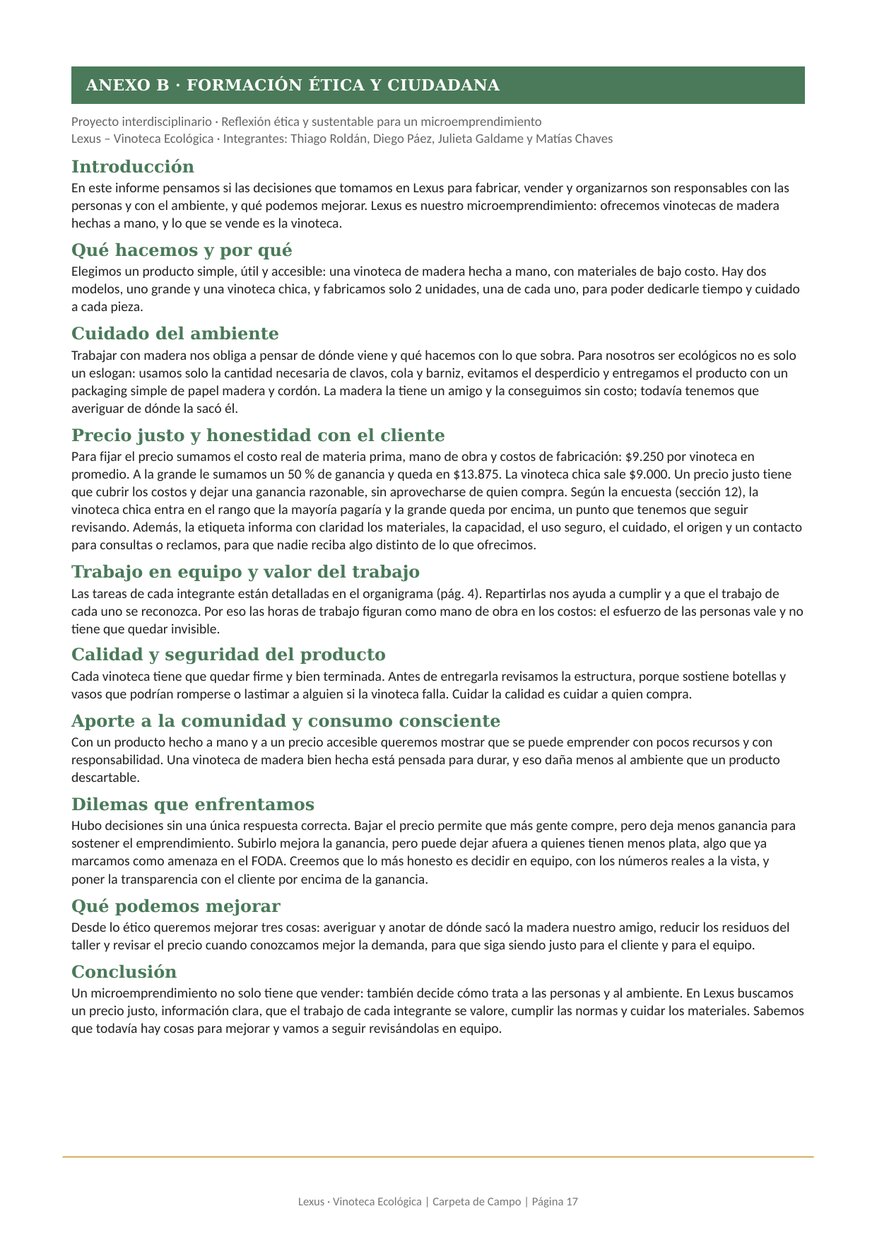 ANEXO B · FORMACIÓN ÉTICA Y CIUDADANA
Proyecto interdisciplinario · Reflexión ética y sustentable para un microemprendimiento
Lexus – Vinoteca Ecológica · Integrantes: Thiago Roldán, Diego Páez, Julieta Galdame y Matías Chaves
Introducción
En este informe pensamos si las decisiones que tomamos en Lexus para fabricar, vender y organizarnos son responsables con las
personas y con el ambiente, y qué podemos mejorar. Lexus es nuestro microemprendimiento: ofrecemos vinotecas de madera
hechas a mano, y lo que se vende es la vinoteca.
Qué hacemos y por qué
Elegimos un producto simple, útil y accesible: una vinoteca de madera hecha a mano, con materiales de bajo costo. Hay dos
modelos, uno grande y una vinoteca chica, y fabricamos solo 2 unidades, una de cada uno, para poder dedicarle tiempo y cuidado
a cada pieza.
Cuidado del ambiente
Trabajar con madera nos obliga a pensar de dónde viene y qué hacemos con lo que sobra. Para nosotros ser ecológicos no es solo
un eslogan: usamos solo la cantidad necesaria de clavos, cola y barniz, evitamos el desperdicio y entregamos el producto con un
packaging simple de papel madera y cordón. La madera la tiene un amigo y la conseguimos sin costo; todavía tenemos que
averiguar de dónde la sacó él.
Precio justo y honestidad con el cliente
Para fijar el precio sumamos el costo real de materia prima, mano de obra y costos de fabricación: $9.250 por vinoteca en
promedio. A la grande le sumamos un 50 % de ganancia y queda en $13.875. La vinoteca chica sale $9.000. Un precio justo tiene
que cubrir los costos y dejar una ganancia razonable, sin aprovecharse de quien compra. Según la encuesta (sección 12), la
vinoteca chica entra en el rango que la mayoría pagaría y la grande queda por encima, un punto que tenemos que seguir
revisando. Además, la etiqueta informa con claridad los materiales, la capacidad, el uso seguro, el cuidado, el origen y un contacto
para consultas o reclamos, para que nadie reciba algo distinto de lo que ofrecimos.
Trabajo en equipo y valor del trabajo
Las tareas de cada integrante están detalladas en el organigrama (pág. 4). Repartirlas nos ayuda a cumplir y a que el trabajo de
cada uno se reconozca. Por eso las horas de trabajo figuran como mano de obra en los costos: el esfuerzo de las personas vale y no
tiene que quedar invisible.
Calidad y seguridad del producto
Cada vinoteca tiene que quedar firme y bien terminada. Antes de entregarla revisamos la estructura, porque sostiene botellas y
vasos que podrían romperse o lastimar a alguien si la vinoteca falla. Cuidar la calidad es cuidar a quien compra.
Aporte a la comunidad y consumo consciente
Con un producto hecho a mano y a un precio accesible queremos mostrar que se puede emprender con pocos recursos y con
responsabilidad. Una vinoteca de madera bien hecha está pensada para durar, y eso daña menos al ambiente que un producto
descartable.
Dilemas que enfrentamos
Hubo decisiones sin una única respuesta correcta. Bajar el precio permite que más gente compre, pero deja menos ganancia para
sostener el emprendimiento. Subirlo mejora la ganancia, pero puede dejar afuera a quienes tienen menos plata, algo que ya
marcamos como amenaza en el FODA. Creemos que lo más honesto es decidir en equipo, con los números reales a la vista, y
poner la transparencia con el cliente por encima de la ganancia.
Qué podemos mejorar
Desde lo ético queremos mejorar tres cosas: averiguar y anotar de dónde sacó la madera nuestro amigo, reducir los residuos del
taller y revisar el precio cuando conozcamos mejor la demanda, para que siga siendo justo para el cliente y para el equipo.
Conclusión
Un microemprendimiento no solo tiene que vender: también decide cómo trata a las personas y al ambiente. En Lexus buscamos
un precio justo, información clara, que el trabajo de cada integrante se valore, cumplir las normas y cuidar los materiales. Sabemos
que todavía hay cosas para mejorar y vamos a seguir revisándolas en equipo.
Lexus · Vinoteca Ecológica | Carpeta de Campo | Página 17